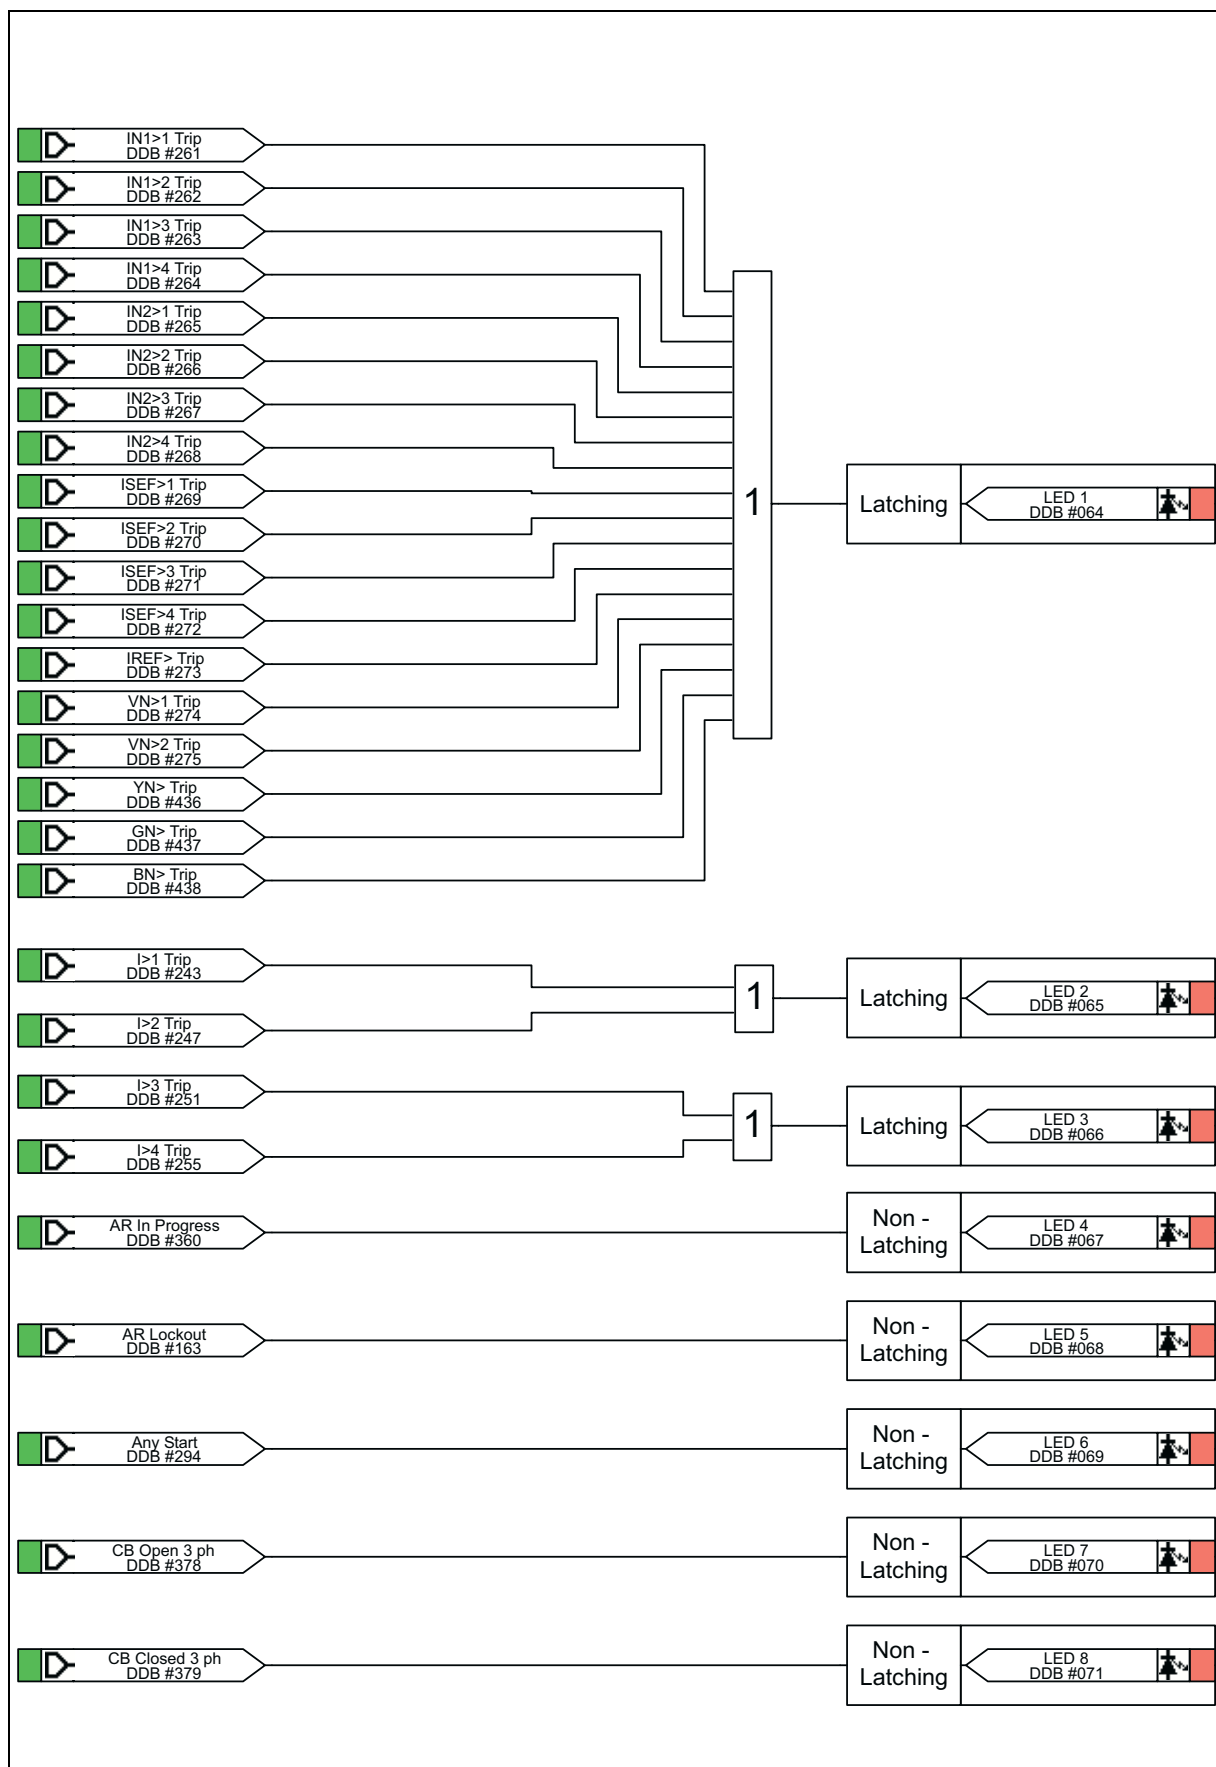 IN1>1 Trip
DDB #261
IN1>2 Trip
DDB #262
IN1>3 Trip
DDB #263
IN1>4 Trip
DDB #264
IN2>1 Trip
DDB #265
IN2>2 Trip
DDB #266
IN2>3 Trip
DDB #267
IN2>4 Trip
DDB #268
ISEF>1 Trip
DDB #269
ISEF>2 Trip
DDB #270
ISEF>3 Trip
DDB #271
ISEF>4 Trip
DDB #272
IREF> Trip
DDB #273
VN>1 Trip
DDB #274
VN>2 Trip
DDB #275
YN> Trip
DDB #436
GN> Trip
DDB #437
BN> Trip
DDB #438
1
Latching
LED 1
DDB #064
I>1 Trip
DDB #243
I>2 Trip
DDB #247
1
Latching
LED 2
DDB #065
I>3 Trip
DDB #251
I>4 Trip
DDB #255
1
Latching
LED 3
DDB #066
AR In Progress
DDB #360
Non -
Latching
LED 4
DDB #067
AR Lockout
DDB #163
Non -
Latching
LED 5
DDB #068
Any Start
DDB #294
Non -
Latching
LED 6
DDB #069
CB Open 3 ph
DDB #378
Non -
Latching
LED 7
DDB #070
CB Closed 3 ph
DDB #379
Non -
Latching
LED 8
DDB #071